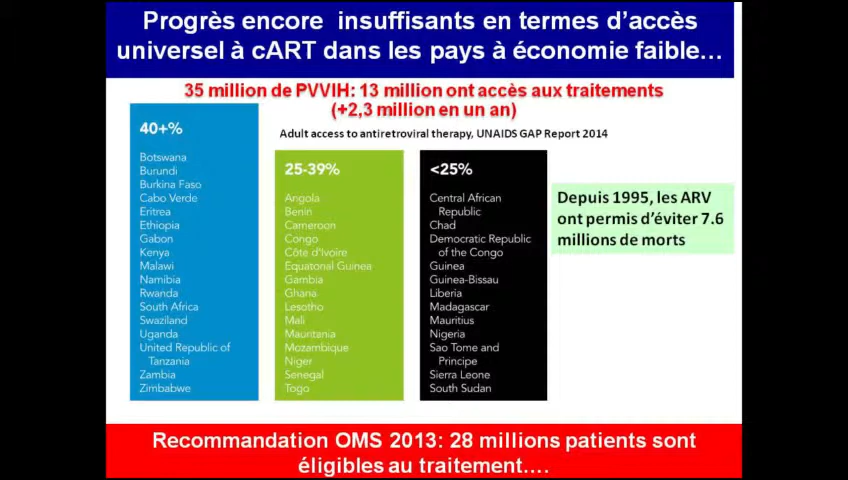 Progrès encore insuffisants en termes d'accès
universel à cART dans les pays à économie faible...
35 million de PVVIH: 13 million ont accès aux traitements
(+2,3 million en un an)
Adult access to antiretroviral therapy, UNAIDS GAP Report 2014
40+%
Botswana
Burundi
Burkina Faso
Cabo Verde
Eritrea
Ethiopia
Gabon
Kenya
Malawi
Namibia
Rwanda
South Africa
Swaziland
Uganda
United Republic of
Tanzania
Zambia
Zimbabwe
25-39%
Angola
Benin
Cameroon
Congo
Côte d'Ivoire
Equatorial Guinea
Gambia
Ghana
Lesotho
Mali
Mauritania
Mozambique
Niger
Senegal
Togo
<25%
Central African
Republic
Chad
Democratic Republic
of the Congo
Guinea
Guinea-Bissau
Liberia
Madagascar
Mauritius
Nigeria
Sao Tome and
Principe
Sierra Leone
South Sudan
Depuis 1995, les ARV
ont permis d'éviter 7.6
millions de morts
Recommandation OMS 2013: 28 millions patients sont
éligibles au traitement....